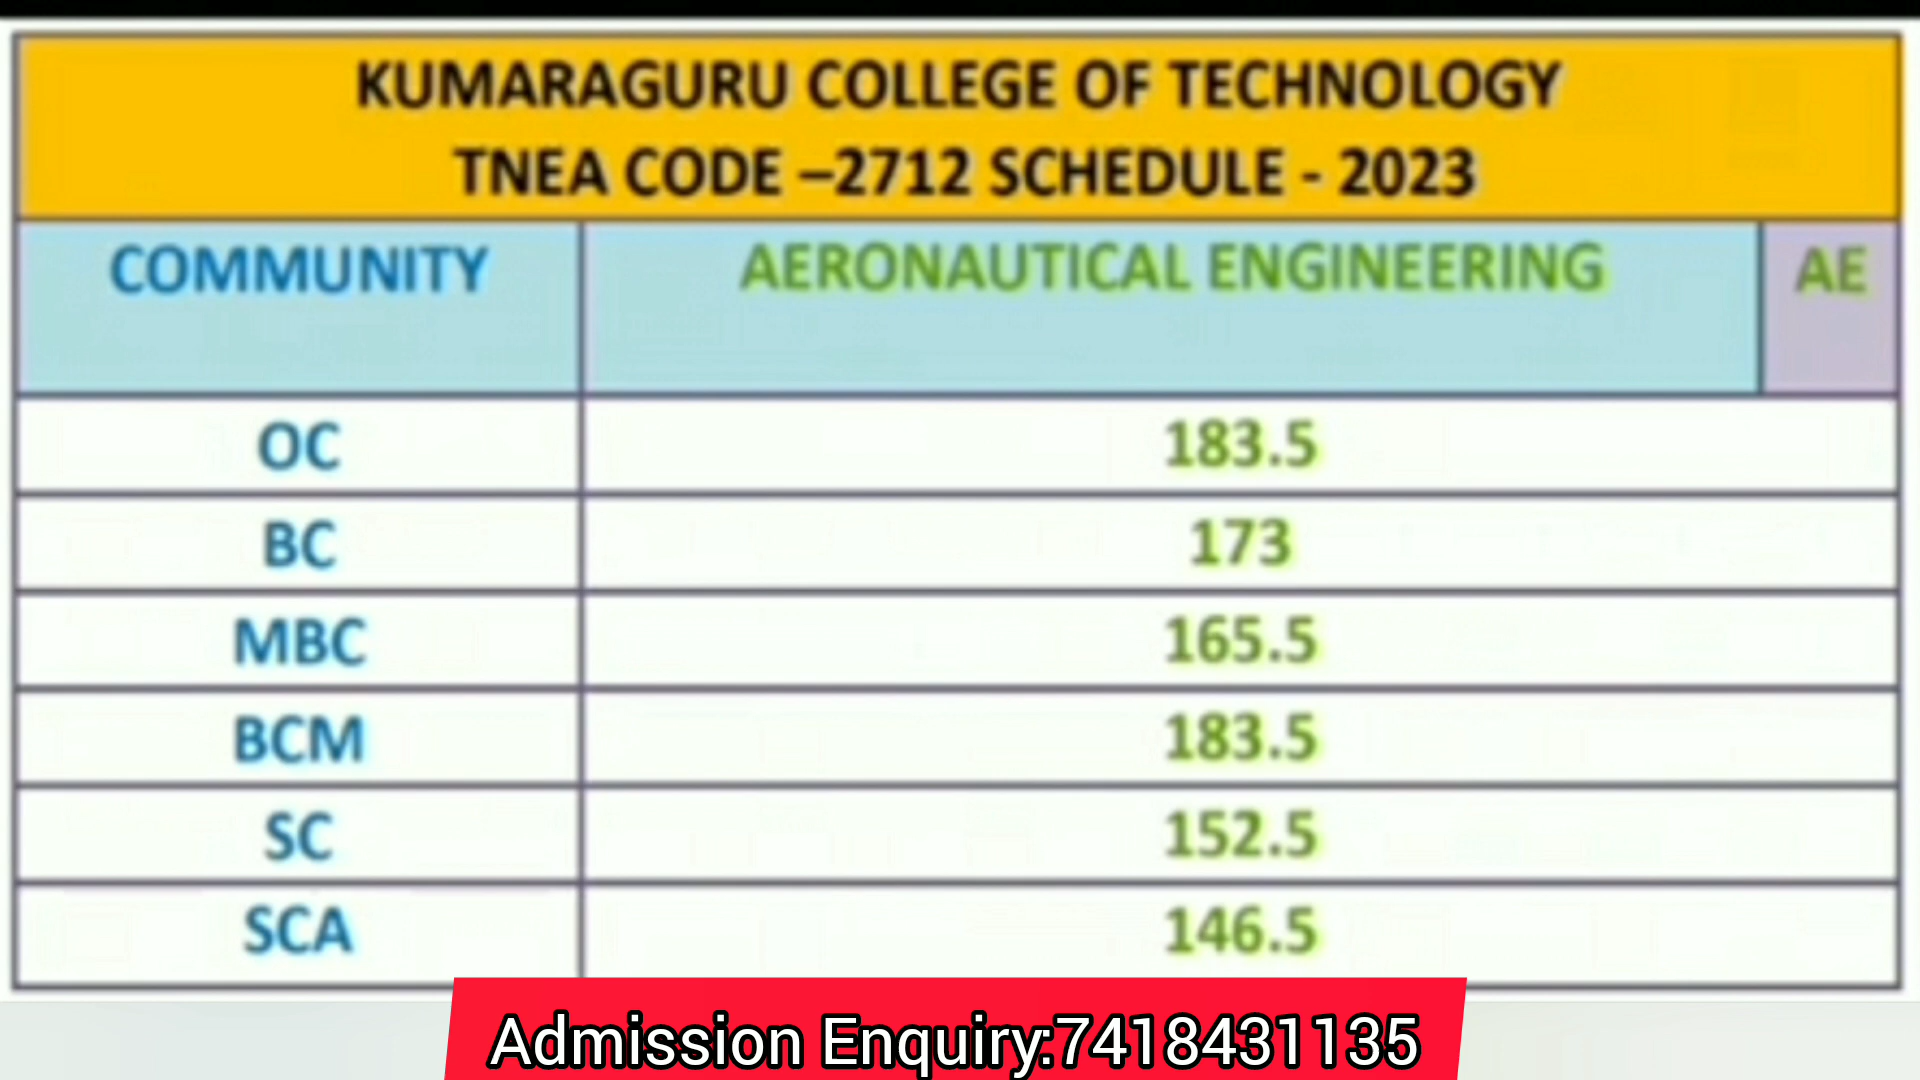 KUMARAGURU COLLEGE OF TECHNOLOGY
TNEA CODE –2712 SCHEDULE - 2023
COMMUNITY AERONAUTICAL ENGINEERING AE
OC 183.5
BC 173
MBC 165.5
BCM 183.5
SC 152.5
SCA 146.5
Admission Enquiry:7418431135